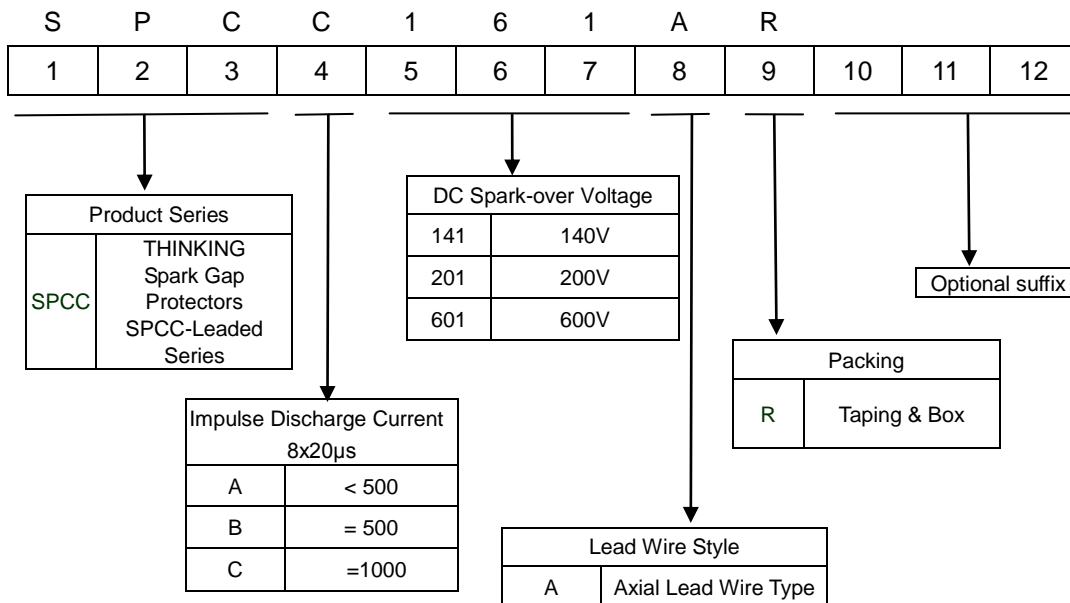 S P C C 1 6 1 A R
1 2 3 4 5 6 7 8 9 10 11 12
Product Series
SPCC
THINKING
Spark Gap
Protectors
SPCC-Leaded
Series
DC Spark-over Voltage
141 140V
201 200V
601 600V
Optional suffix
Packing
R Taping & Box
Impulse Discharge Current
8x20μs
A < 500
B = 500
C =1000
Lead Wire Style
A Axial Lead Wire Type